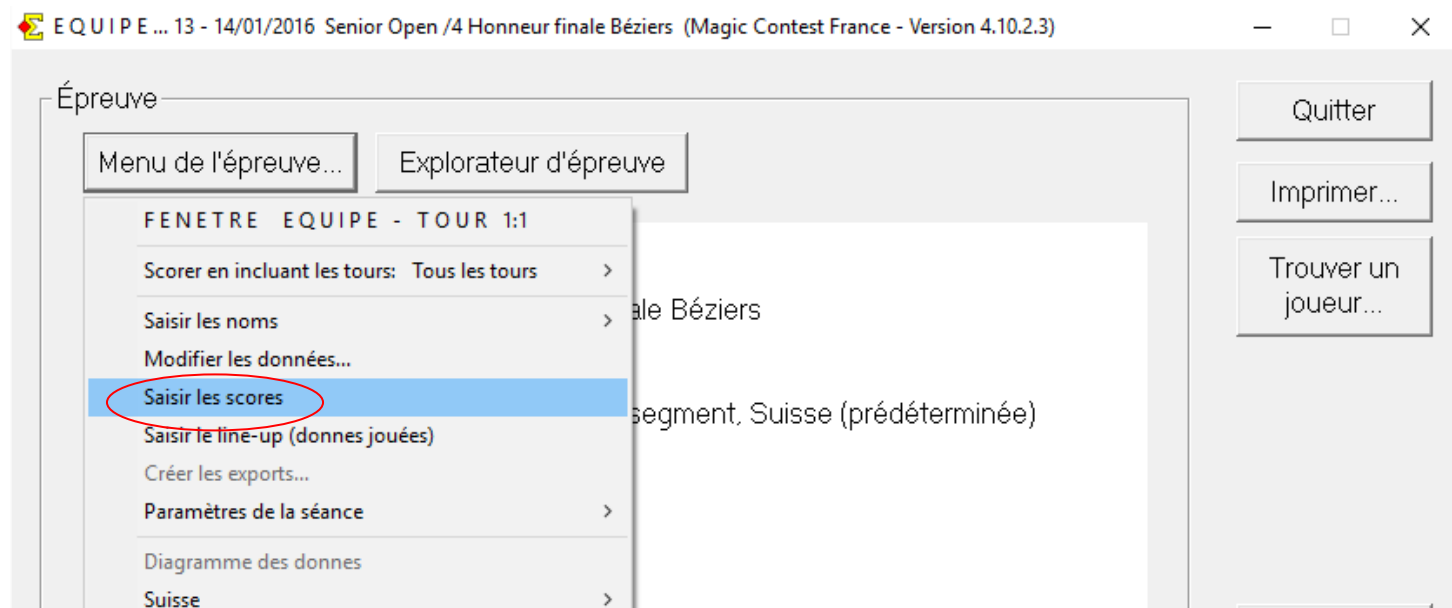 E Q U I P E ... 13 - 14/01/2016 Senior Open /4 Honneur finale Béziers (Magic Contest France - Version 4.10.2.3)
Épreuve
Menu de l'épreuve... Explorateur d'épreuve
Quitter
Imprimer...
Trouver un
joueur...
F E N E T R E E Q U I P E - T O U R 1:1
Scorer en incluant les tours: Tous les tours >
Saisir les noms >
ale Béziers
Modifier les données...
Saisir les scores
segment, Suisse (prédéterminée)
Saisir le line-up (donnes jouées)
Créer les exports...
Paramètres de la séance >
Diagramme des donnes
Suisse >